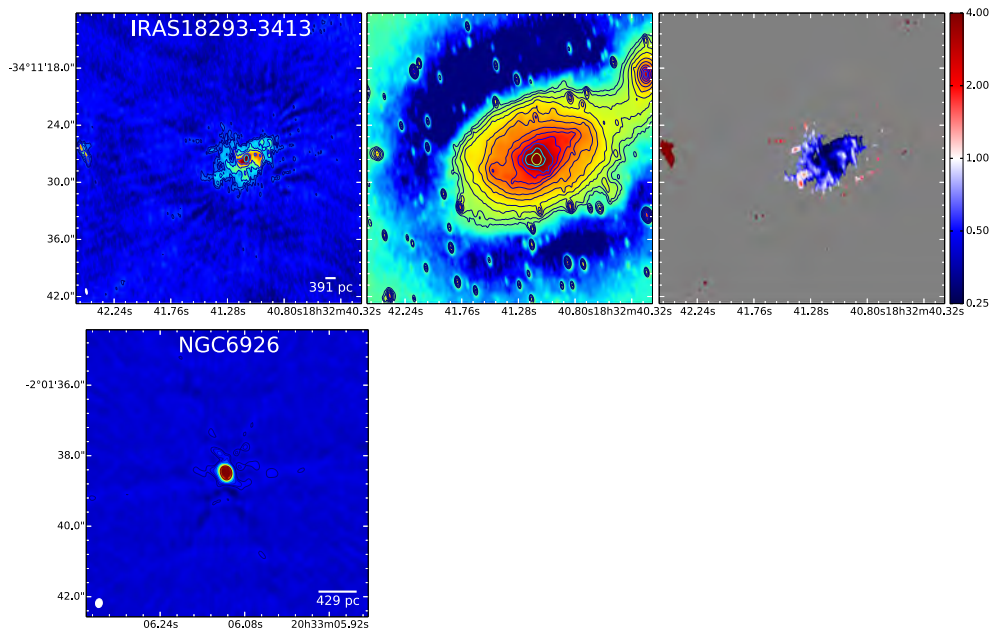 IRAS18293-3413
-34°11'18.0"
24.0"
30.0"
36.0"
42.0"
391 pc
42.24s 41.76s 41.28s 40.80s18h32m40.32s
42.24s 41.76s 41.28s 40.80s18h32m40.32s
42.24s 41.76s 41.28s 40.80s18h32m40.32s
4.00
2.00
1.00
0.50
0.25
NGC6926
-2°01'36.0"
38.0"
40.0"
42.0"
429 pc
06.24s 06.08s 20h33m05.92s